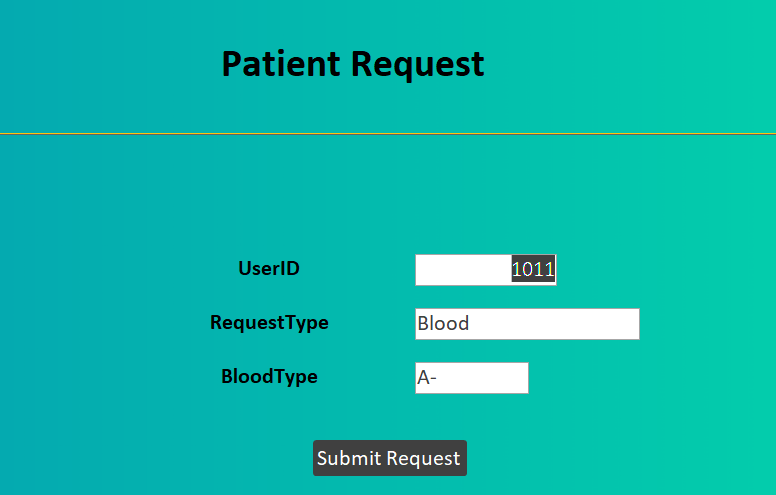 Patient Request
UserID 1011
RequestType Blood
BloodType A-
Submit Request